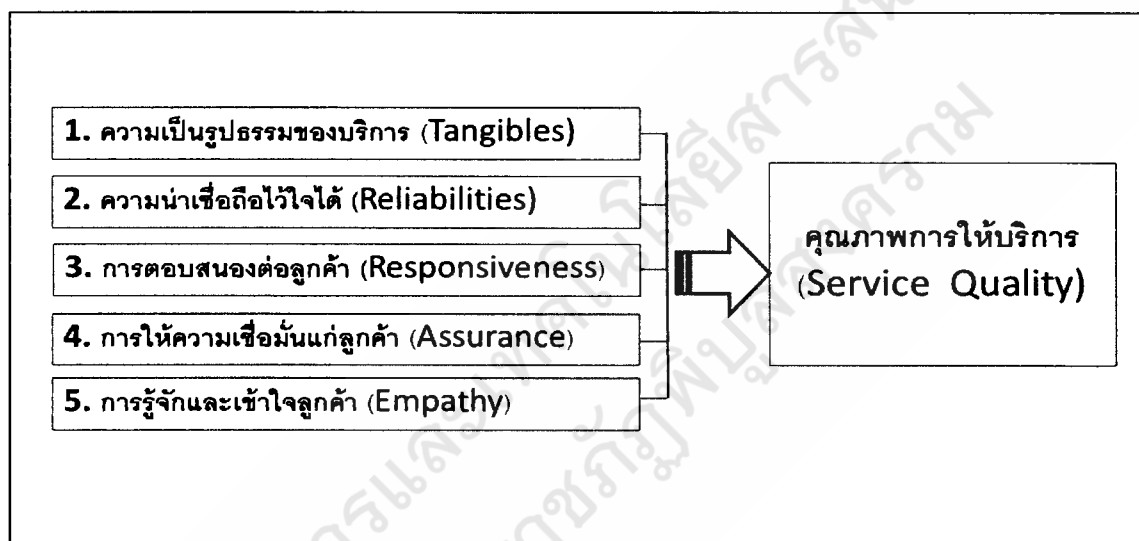 1. ความเป็นรูปธรรมของบริการ (Tangibles)
2. ความน่าเชื่อถือไว้ใจได้ (Reliabilities)
3. การตอบสนองต่อลูกค้า (Responsiveness)
4. การให้ความเชื่อมั่นแก่ลูกค้า (Assurance)
5. การรู้จักและเข้าใจลูกค้า (Empathy)
คุณภาพการให้บริการ
(Service Quality)